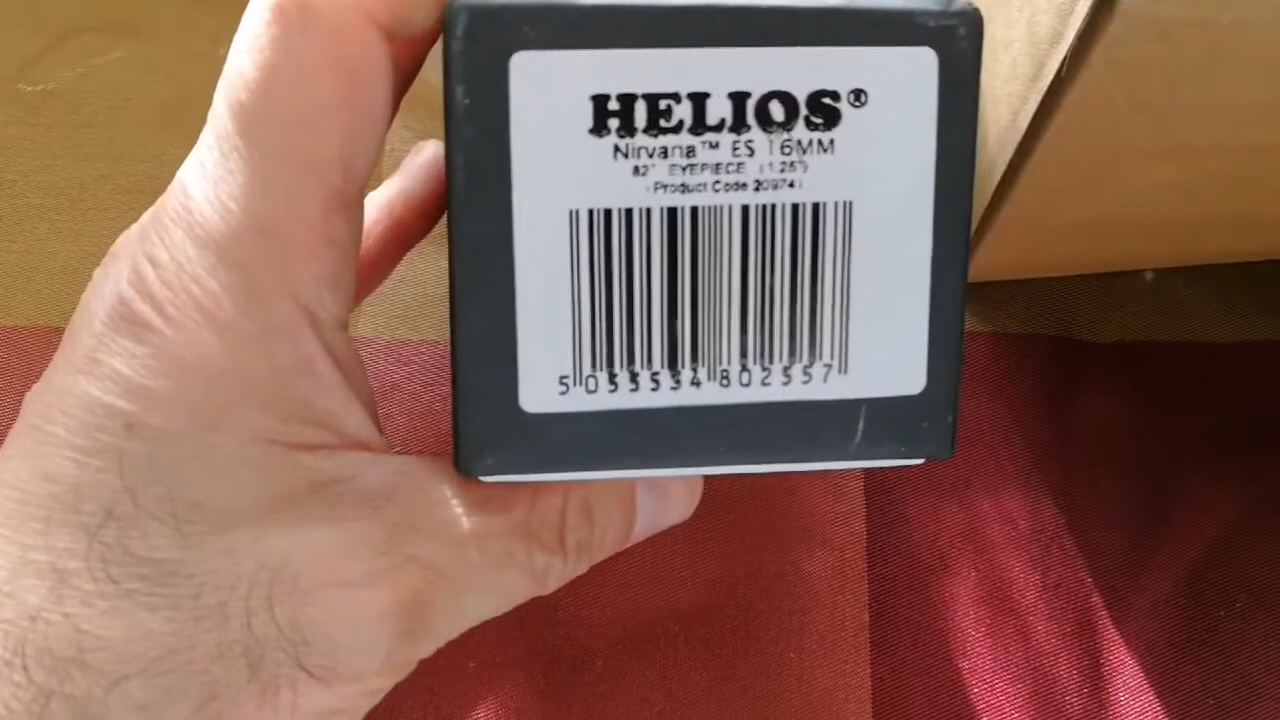 HELIOS®
Nirvana™ ES 16MM
82° EYEPIECE (1.25")
(Product Code 20974)
5 055534 802557